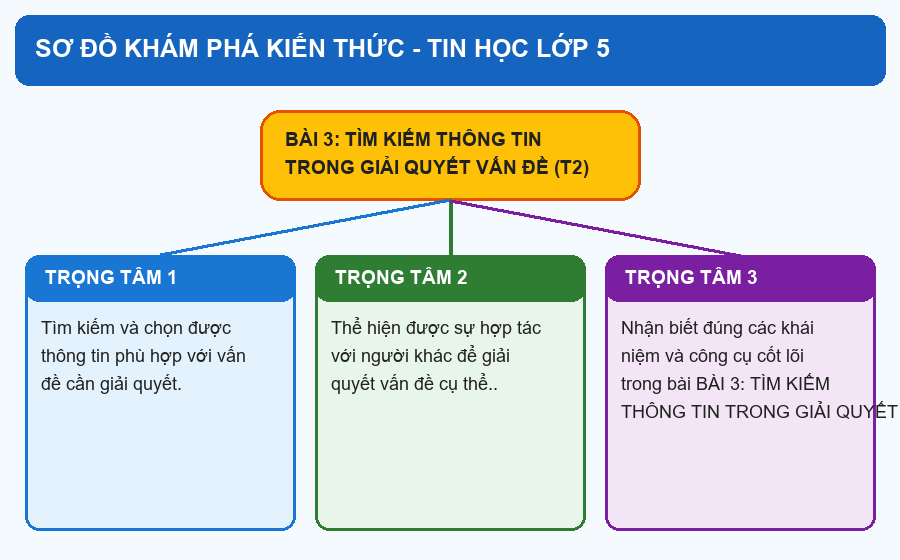 SƠ ĐỒ KHÁM PHÁ KIẾN THỨC - TIN HỌC LỚP 5
BÀI 3: TÌM KIẾM THÔNG TIN
TRONG GIẢI QUYẾT VẤN ĐỀ (T2)
TRỌNG TÂM 1
Tìm kiếm và chọn được
thông tin phù hợp với vấn
đề cần giải quyết.
TRỌNG TÂM 2
Thể hiện được sự hợp tác
với người khác để giải
quyết vấn đề cụ thể..
TRỌNG TÂM 3
Nhận biết đúng các khái
niệm và công cụ cốt lõi
trong bài BÀI 3: TÌM KIẾM
THÔNG TIN TRONG GIẢI QUYẾT